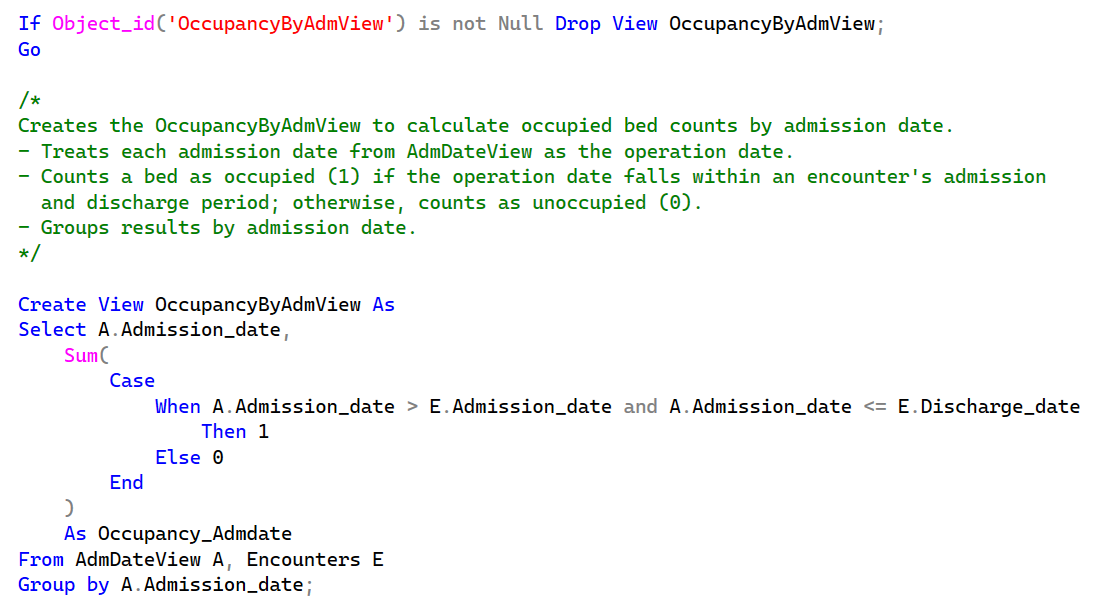 If Object_id('OccupancyByAdmView') is not Null Drop View OccupancyByAdmView;
Go
/*
Creates the OccupancyByAdmView to calculate occupied bed counts by admission date.
- Treats each admission date from AdmDateView as the operation date.
- Counts a bed as occupied (1) if the operation date falls within an encounter's admission
  and discharge period; otherwise, counts as unoccupied (0).
- Groups results by admission date.
*/
Create View OccupancyByAdmView As
Select A.Admission_date,
    Sum(
        Case
            When A.Admission_date > E.Admission_date and A.Admission_date <= E.Discharge_date
                Then 1
            Else 0
        End
    )
    As Occupancy_Admdate
From AdmDateView A, Encounters E
Group by A.Admission_date;